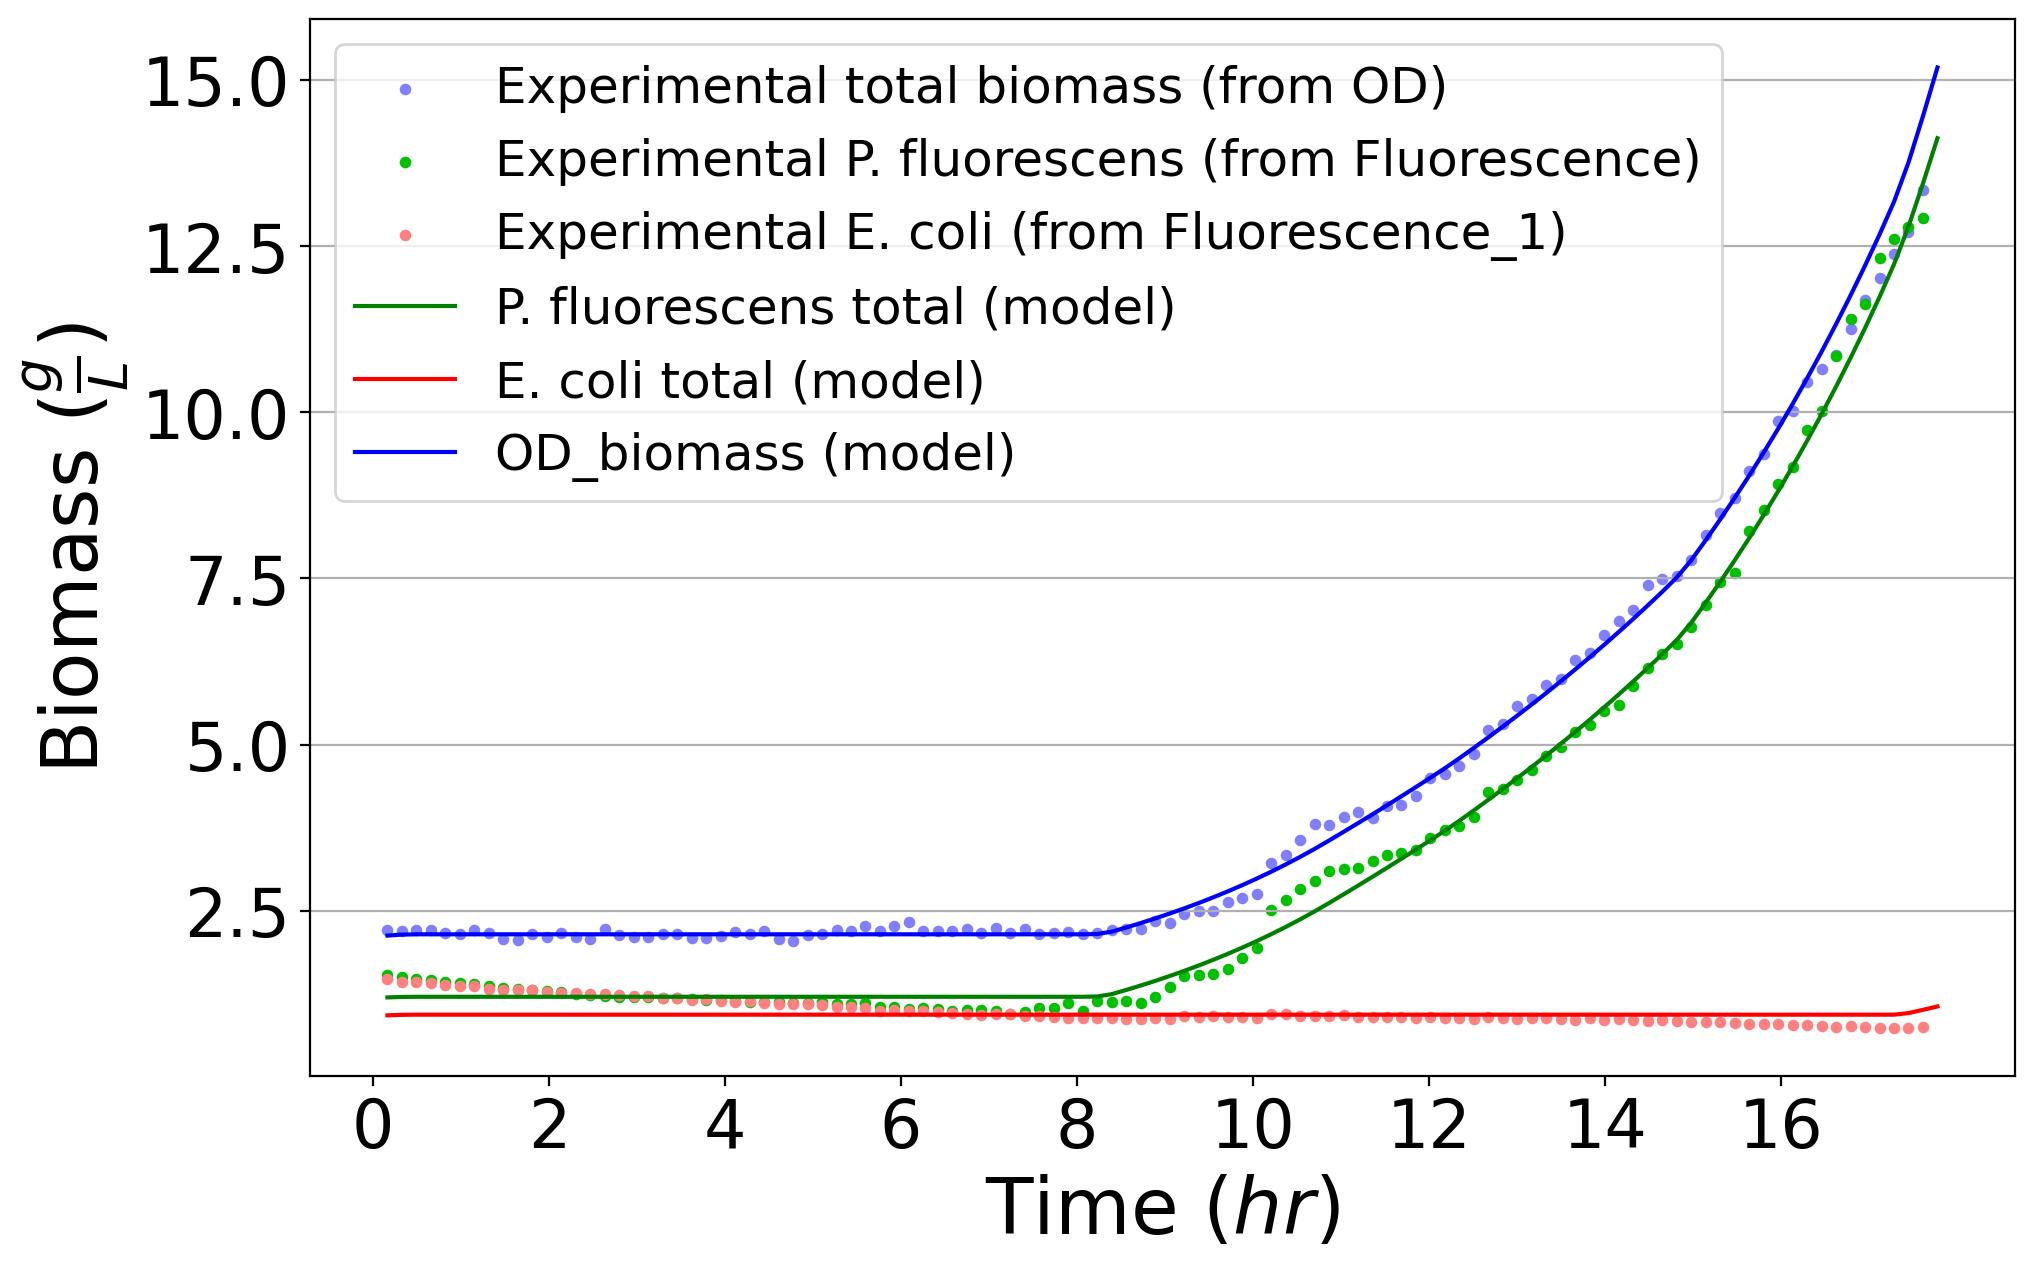 Experimental total biomass (from OD)
Experimental P. fluorescens (from Fluorescence)
Experimental E. coli (from Fluorescence_1)
P. fluorescens total (model)
E. coli total (model)
OD_biomass (model)
15.0
12.5
10.0
7.5
5.0
2.5
Biomass (g/L)
0 2 4 6 8 10 12 14 16
Time (hr)